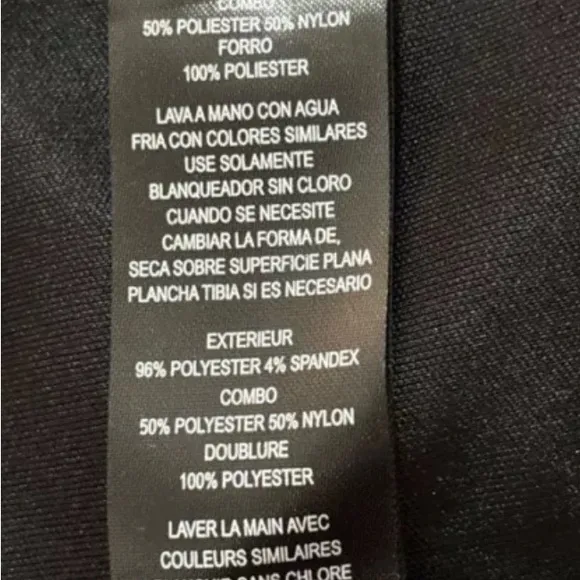 COMBO
50% POLIESTER 50% NYLON
FORRO
100% POLIESTER
LAVA A MANO CON AGUA
FRIA CON COLORES SIMILARES
USE SOLAMENTE
BLANQUEADOR SIN CLORO
CUANDO SE NECESITE
CAMBIAR LA FORMA DE,
SECA SOBRE SUPERFICIE PLANA
PLANCHA TIBIA SI ES NECESARIO
EXTERIEUR
96% POLYESTER 4% SPANDEX
COMBO
50% POLYESTER 50% NYLON
DOUBLURE
100% POLYESTER
LAVER LA MAIN AVEC
COULEURS SIMILAIRES
SANS CHLORE